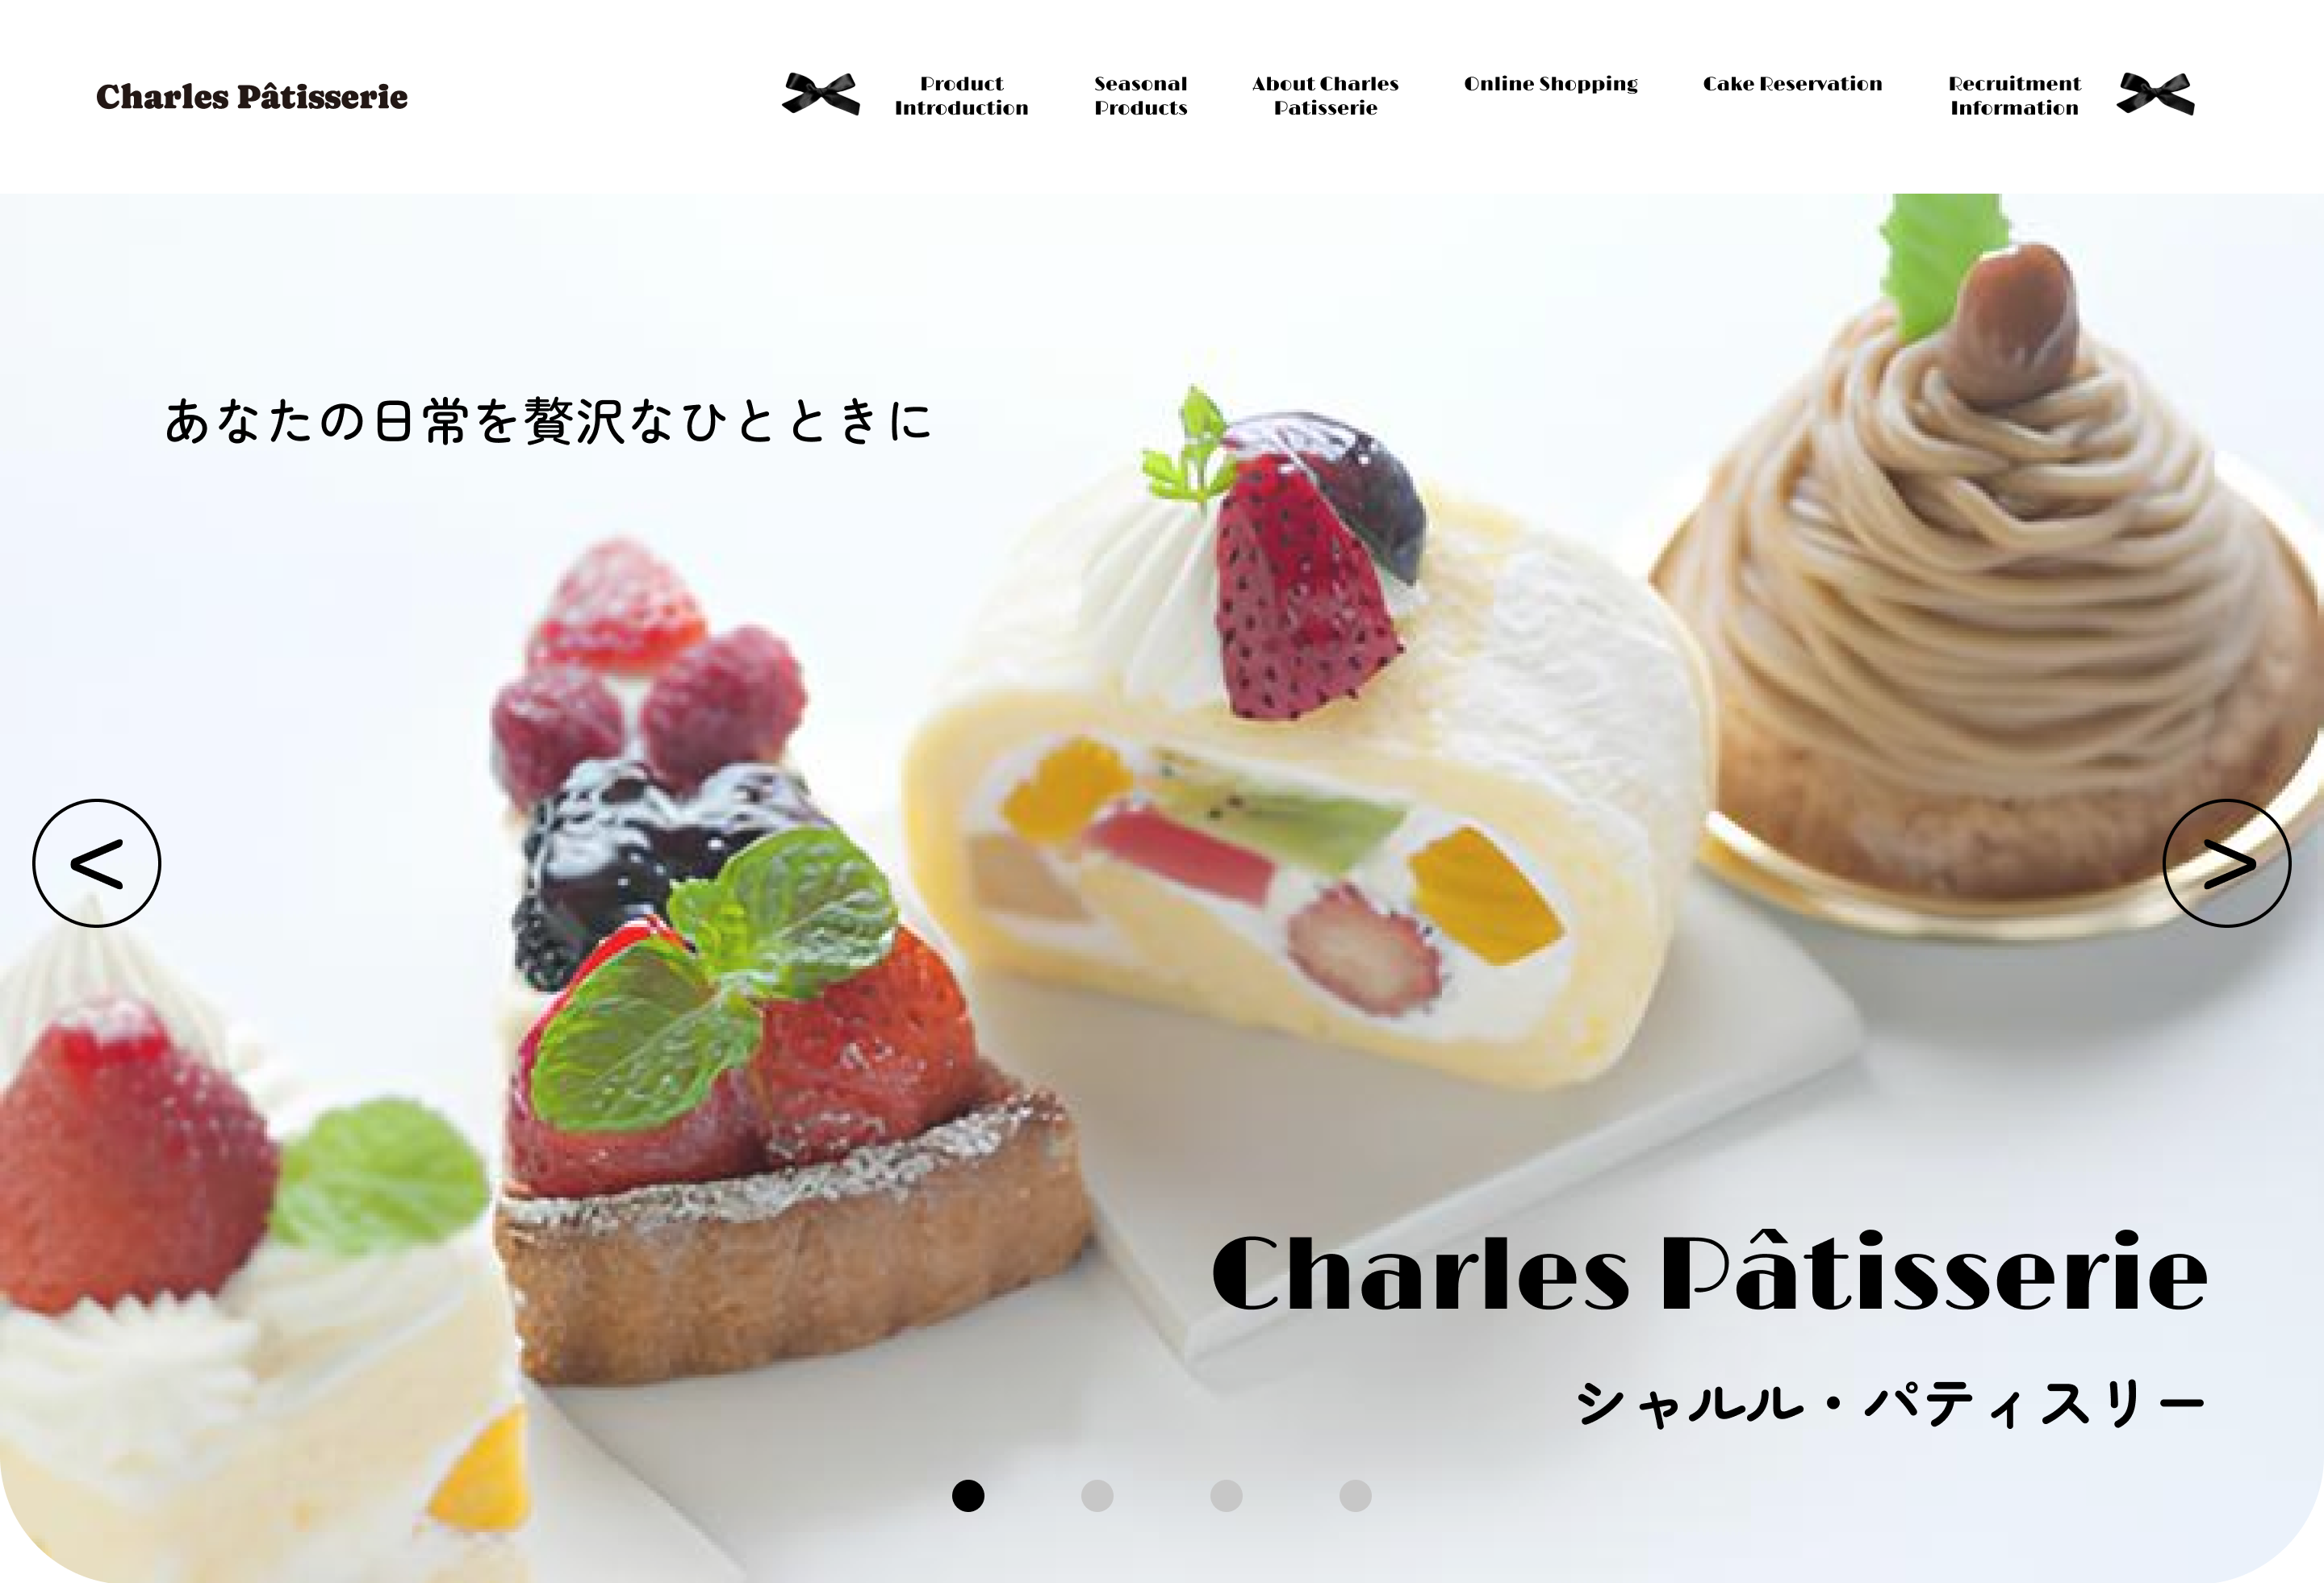 Charles Pâtisserie
Product
Introduction
Seasonal
Products
About Charles
Patisserie
Online Shopping
Cake Reservation
Recruitment
Information
あなたの日常を贅沢なひとときに
<
>
Charles Pâtisserie
シャルル・パティスリー